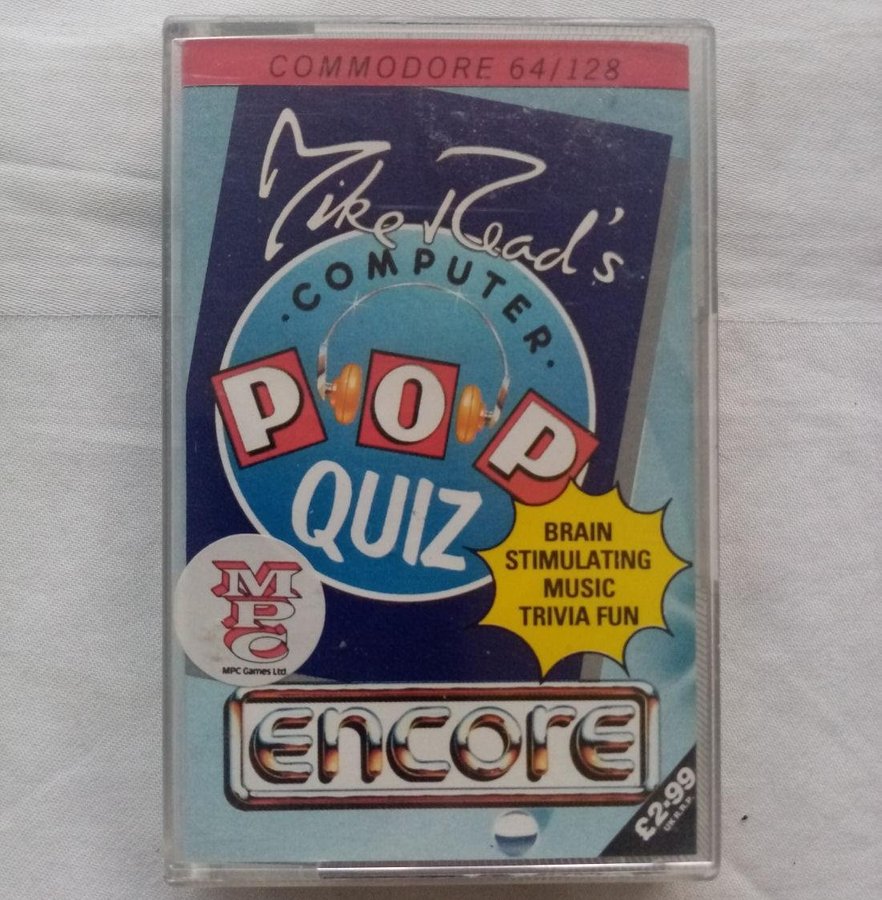 COMMODORE 64/128
Mike Read's
·COMPUTER·
POP
QUIZ
BRAIN
STIMULATING
MUSIC
TRIVIA FUN
MPC
MPC Games Ltd
encore
£2·99
UK R.R.P.